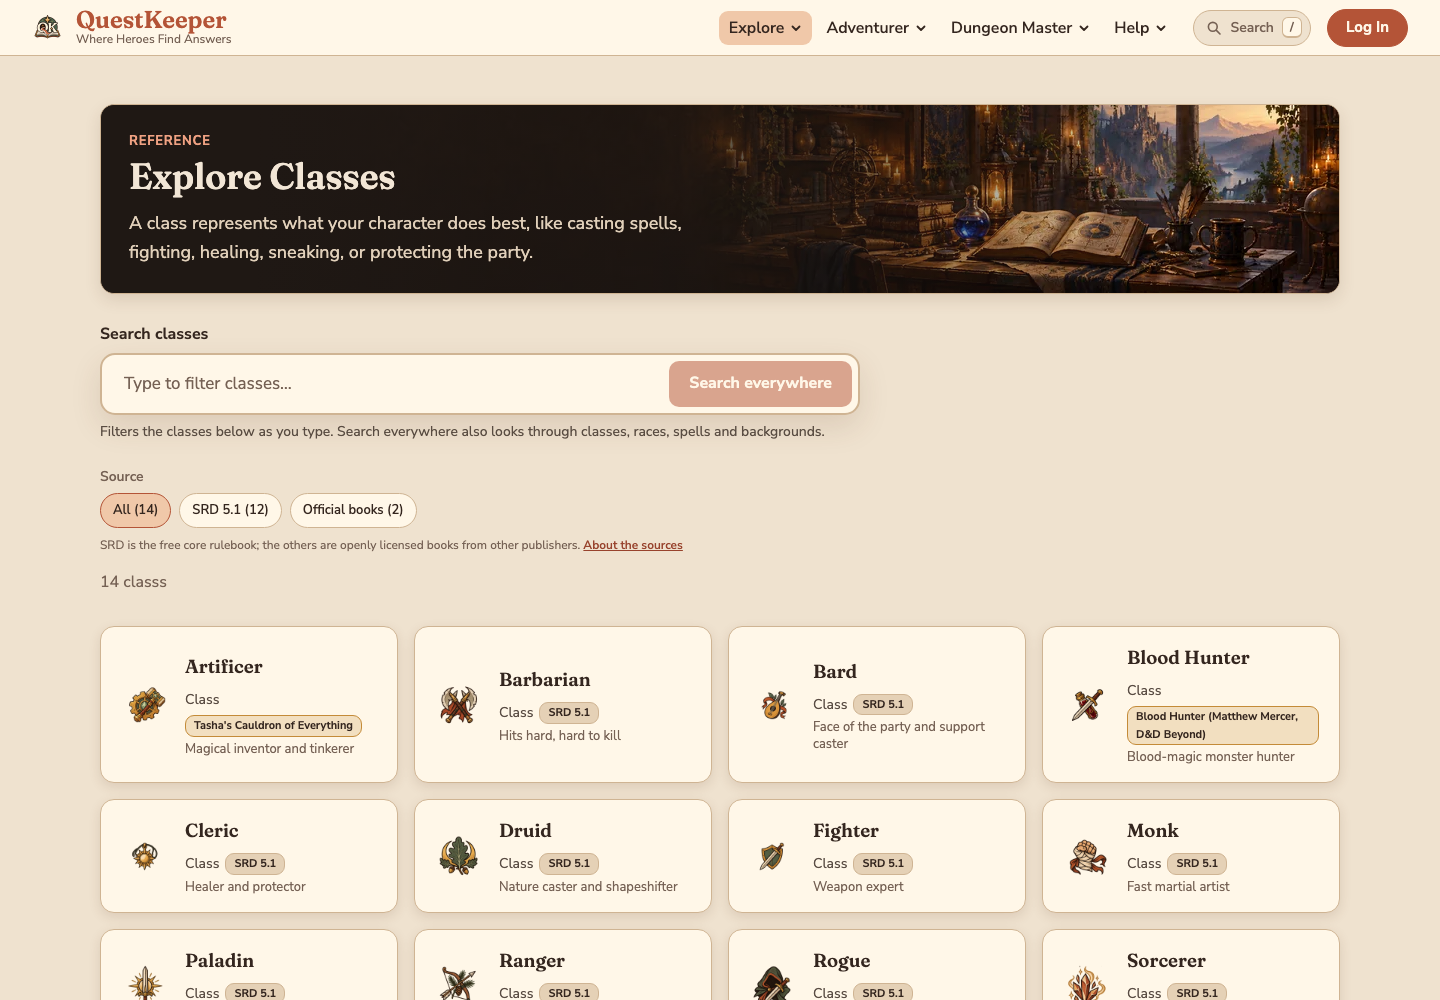 QuestKeeper
Where Heroes Find Answers
Explore
Adventurer
Dungeon Master
Help
Search
/
Log In
REFERENCE
Explore Classes
A class represents what your character does best, like casting spells,
fighting, healing, sneaking, or protecting the party.
Search classes
Type to filter classes...
Search everywhere
Filters the classes below as you type. Search everywhere also looks through classes, races, spells and backgrounds.
Source
All (14)
SRD 5.1 (12)
Official books (2)
SRD is the free core rulebook; the others are openly licensed books from other publishers. About the sources
14 classs
Artificer
Class
Tasha's Cauldron of Everything
Magical inventor and tinkerer
Barbarian
Class SRD 5.1
Hits hard, hard to kill
Bard
Class SRD 5.1
Face of the party and support
caster
Blood Hunter
Class
Blood Hunter (Matthew Mercer,
D&D Beyond)
Blood-magic monster hunter
Cleric
Class SRD 5.1
Healer and protector
Druid
Class SRD 5.1
Nature caster and shapeshifter
Fighter
Class SRD 5.1
Weapon expert
Monk
Class SRD 5.1
Fast martial artist
Paladin
Class SRD 5.1
Ranger
Class SRD 5.1
Rogue
Class SRD 5.1
Sorcerer
Class SRD 5.1